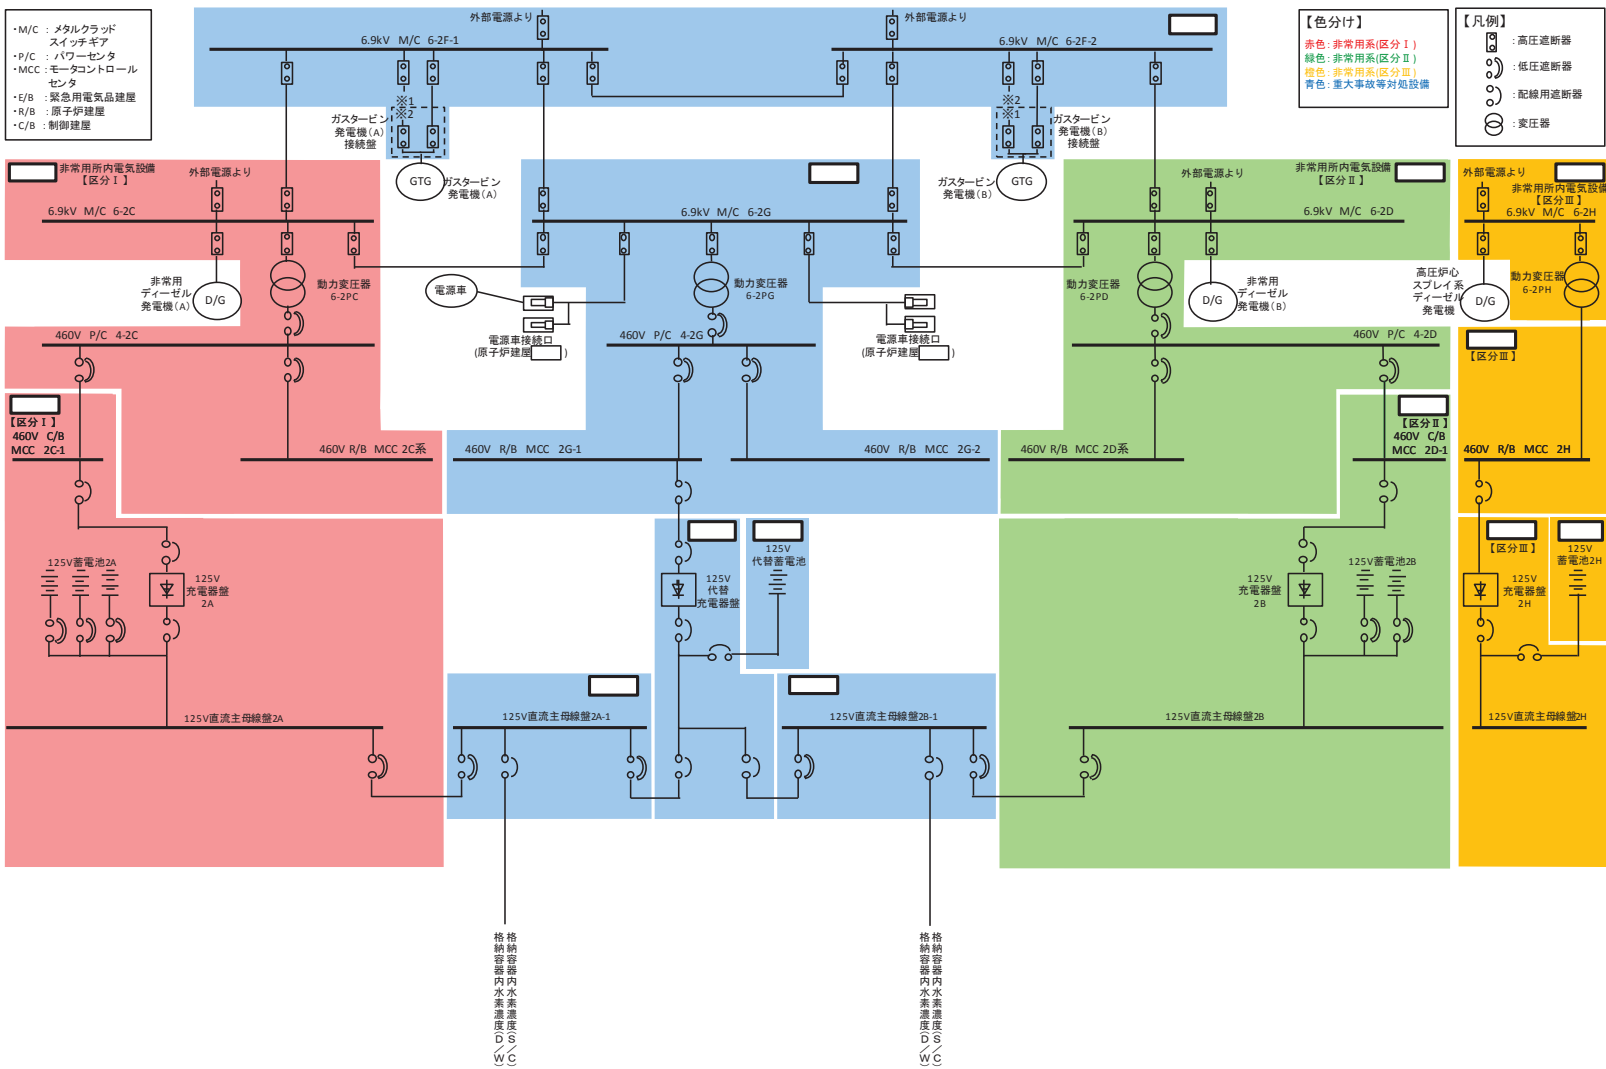 ・M/C ： メタルクラッド
スイッチギア
・P/C ： パワーセンタ
・MCC ：モータコントロール
センタ
・E/B ：緊急用電気品建屋
・R/B ：原子炉建屋
・C/B ：制御建屋
外部電源より
外部電源より
6.9kV M/C 6-2F-1
6.9kV M/C 6-2F-2
【色分け】
赤色：非常用系(区分Ⅰ)
緑色：非常用系(区分Ⅱ)
橙色：非常用系(区分Ⅲ)
青色：重大事故等対処設備
【凡例】
：高圧遮断器
：低圧遮断器
：配線用遮断器
：変圧器
※1
※2
ガスタービン
発電機(A)
接続盤
※2
※1
ガスタービン
発電機(B)
接続盤
GTG
ガスタービン
発電機(A)
ガスタービン
発電機(B)
GTG
非常用所内電気設備
【区分Ⅰ】
外部電源より
6.9kV M/C 6-2C
6.9kV M/C 6-2G
外部電源より
非常用所内電気設備
【区分Ⅱ】
6.9kV M/C 6-2D
外部電源より
非常用所内電気設備
【区分Ⅲ】
6.9kV M/C 6-2H
非常用
ディーゼル
発電機(A)
D/G
動力変圧器
6-2PC
電源車
電源車接続口
(原子炉建屋 )
動力変圧器
6-2PG
電源車接続口
(原子炉建屋 )
動力変圧器
6-2PD
D/G
非常用
ディーゼル
発電機(B)
高圧炉心
スプレイ系
ディーゼル
発電機
D/G
動力変圧器
6-2PH
460V P/C 4-2C
460V P/C 4-2G
460V P/C 4-2D
【区分Ⅲ】
【区分Ⅰ】
460V C/B
MCC 2C-1
460V R/B MCC 2C系
460V R/B MCC 2G-1
460V R/B MCC 2G-2
460V R/B MCC 2D系
【区分Ⅱ】
460V C/B
MCC 2D-1
460V R/B MCC 2H
125V蓄電池2A
125V
充電器盤
2A
125V
代替
充電器盤
125V
代替蓄電池
125V
充電器盤
2B
125V蓄電池2B
【区分Ⅲ】
125V
充電器盤
2H
125V
蓄電池2H
125V直流主母線盤2A
125V直流主母線盤2A-1
125V直流主母線盤2B-1
125V直流主母線盤2B
125V直流主母線盤2H
格納容器内水素濃度(S/C)
格納容器内水素濃度(D/W)
格納容器内水素濃度(S/C)
格納容器内水素濃度(D/W)